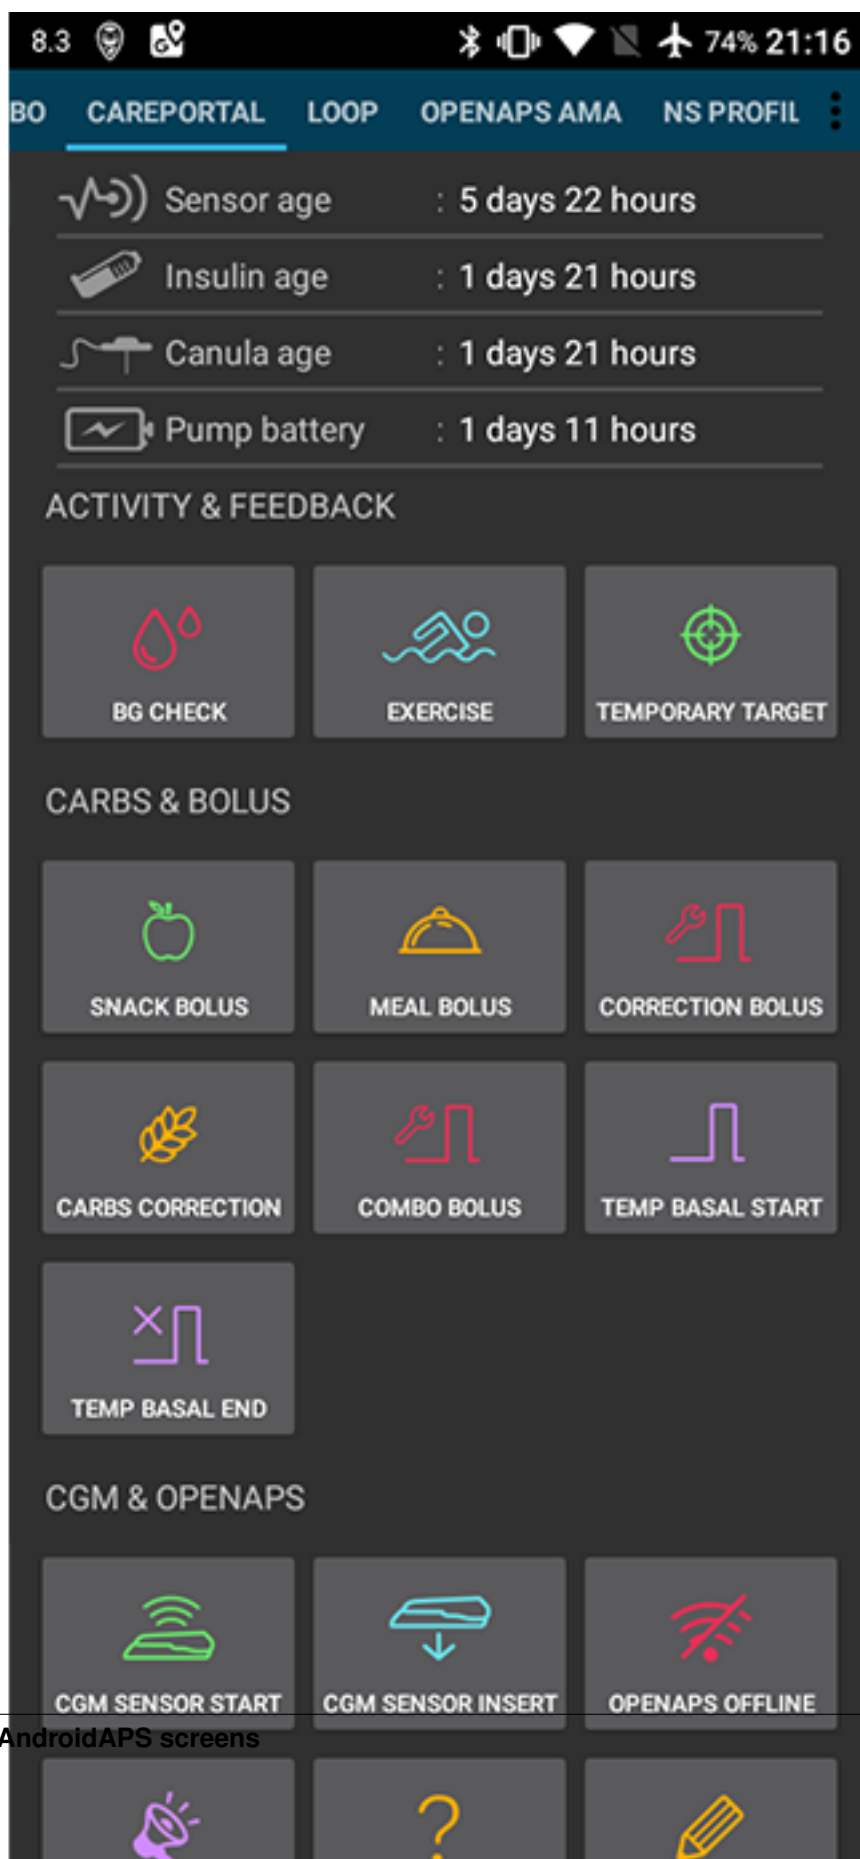 8.3 74% 21:16
BO CAREPORTAL LOOP OPENAPS AMA NS PROFIL
Sensor age : 5 days 22 hours
Insulin age : 1 days 21 hours
Canula age : 1 days 21 hours
Pump battery : 1 days 11 hours
ACTIVITY & FEEDBACK
BG CHECK EXERCISE TEMPORARY TARGET
CARBS & BOLUS
SNACK BOLUS MEAL BOLUS CORRECTION BOLUS
CARBS CORRECTION COMBO BOLUS TEMP BASAL START
TEMP BASAL END
CGM & OPENAPS
CGM SENSOR START CGM SENSOR INSERT OPENAPS OFFLINE
AndroidAPS screens